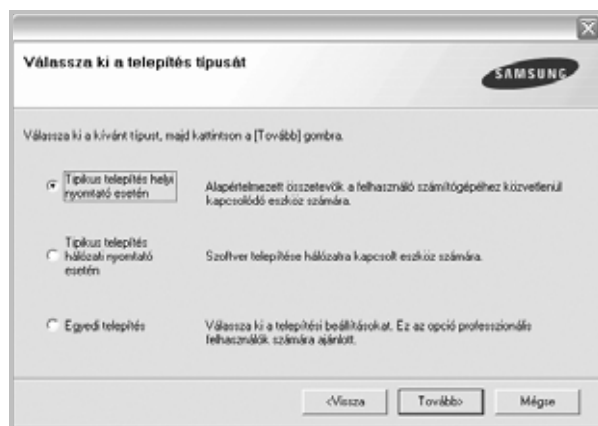 Válassza ki a telepítés típusát
SAMSUNG
Válassza ki a kívánt típust, majd kattintson a [Tovább] gombra.
Tipikus telepítés helyi
nyomtató esetén
Alapértelmezett összetevők a felhasználó számítógépéhez közvetlenül
kapcsolódó eszköz számára.
Tipikus telepítés
hálózati nyomtató
esetén
Szoftver telepítése hálózatra kapcsolt eszköz számára.
Egyedi telepítés
Válassza ki a telepítési beállításokat. Ez az opció professzionális
felhasználók számára ajánlott.
<Vissza
Tovább>
Mégse